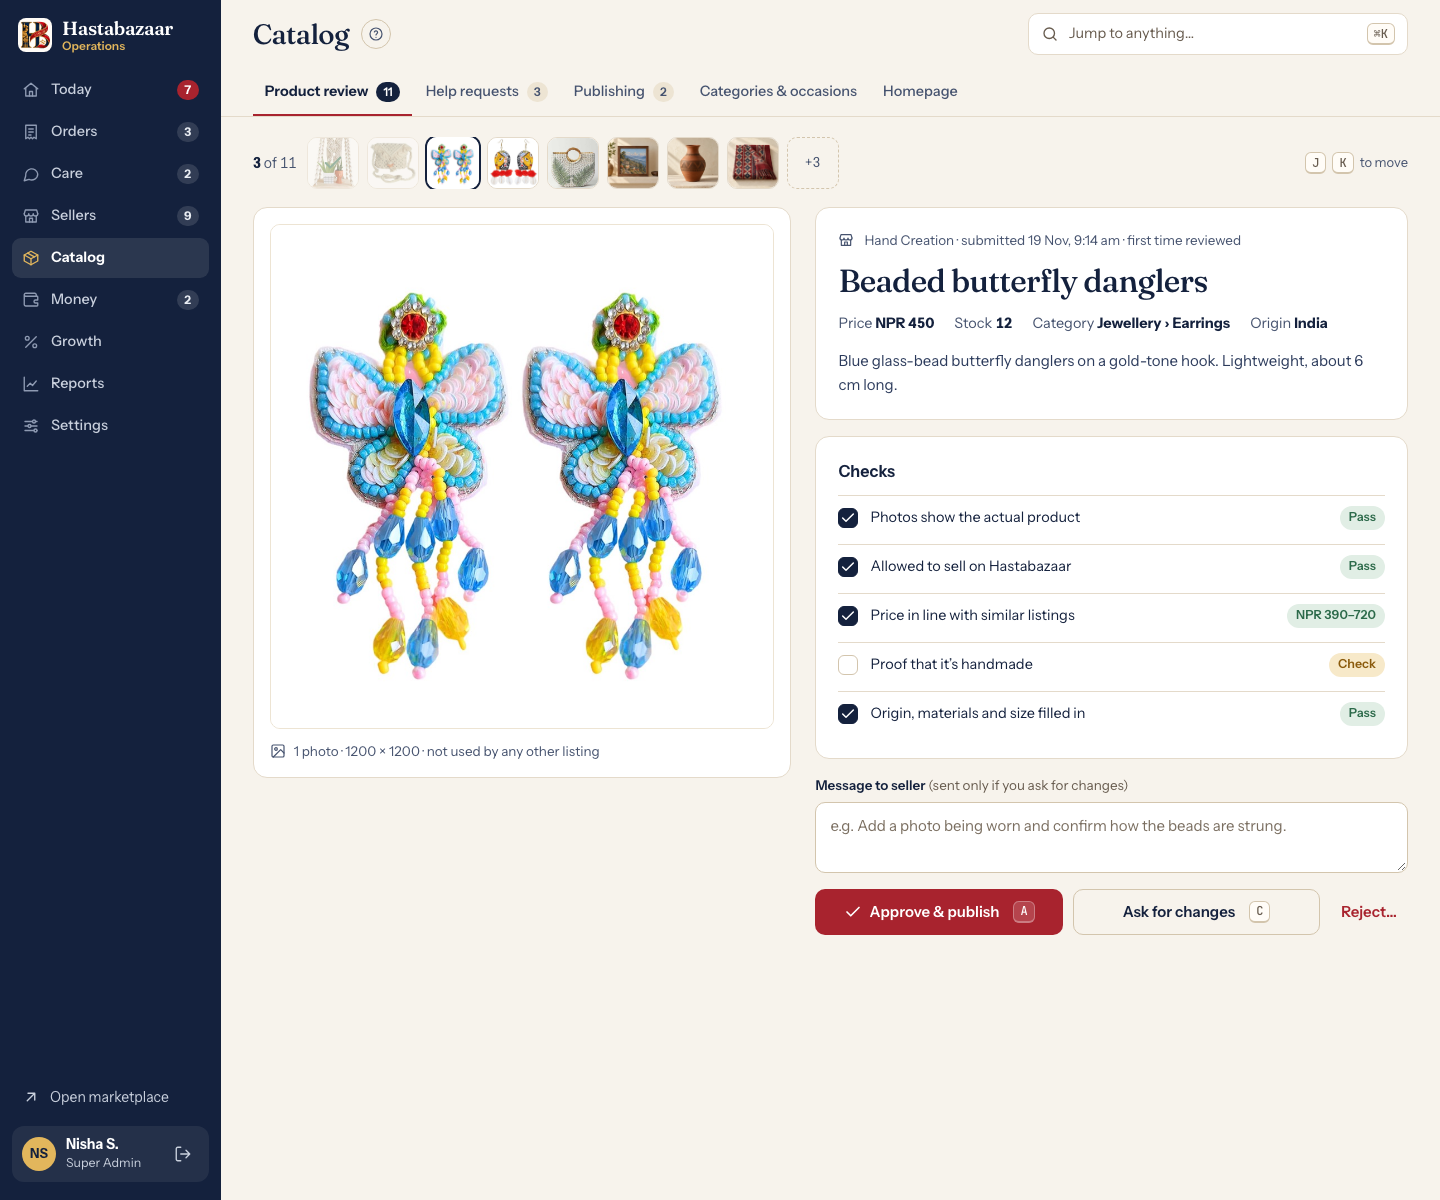 Hastabazaar
Operations
Today 7
Orders 3
Care 2
Sellers 9
Catalog
Money 2
Growth
Reports
Settings
Open marketplace
NS
Nisha S.
Super Admin
Catalog
Jump to anything... ⌘K
Product review 11
Help requests 3
Publishing 2
Categories & occasions
Homepage
3 of 11
+3
J K to move
1 photo · 1200 × 1200 · not used by any other listing
Hand Creation · submitted 19 Nov, 9:14 am · first time reviewed
Beaded butterfly danglers
Price NPR 450 Stock 12 Category Jewellery › Earrings Origin India
Blue glass-bead butterfly danglers on a gold-tone hook. Lightweight, about 6
cm long.
Checks
Photos show the actual product Pass
Allowed to sell on Hastabazaar Pass
Price in line with similar listings NPR 390–720
Proof that it's handmade Check
Origin, materials and size filled in Pass
Message to seller (sent only if you ask for changes)
e.g. Add a photo being worn and confirm how the beads are strung.
Approve & publish A
Ask for changes C
Reject...